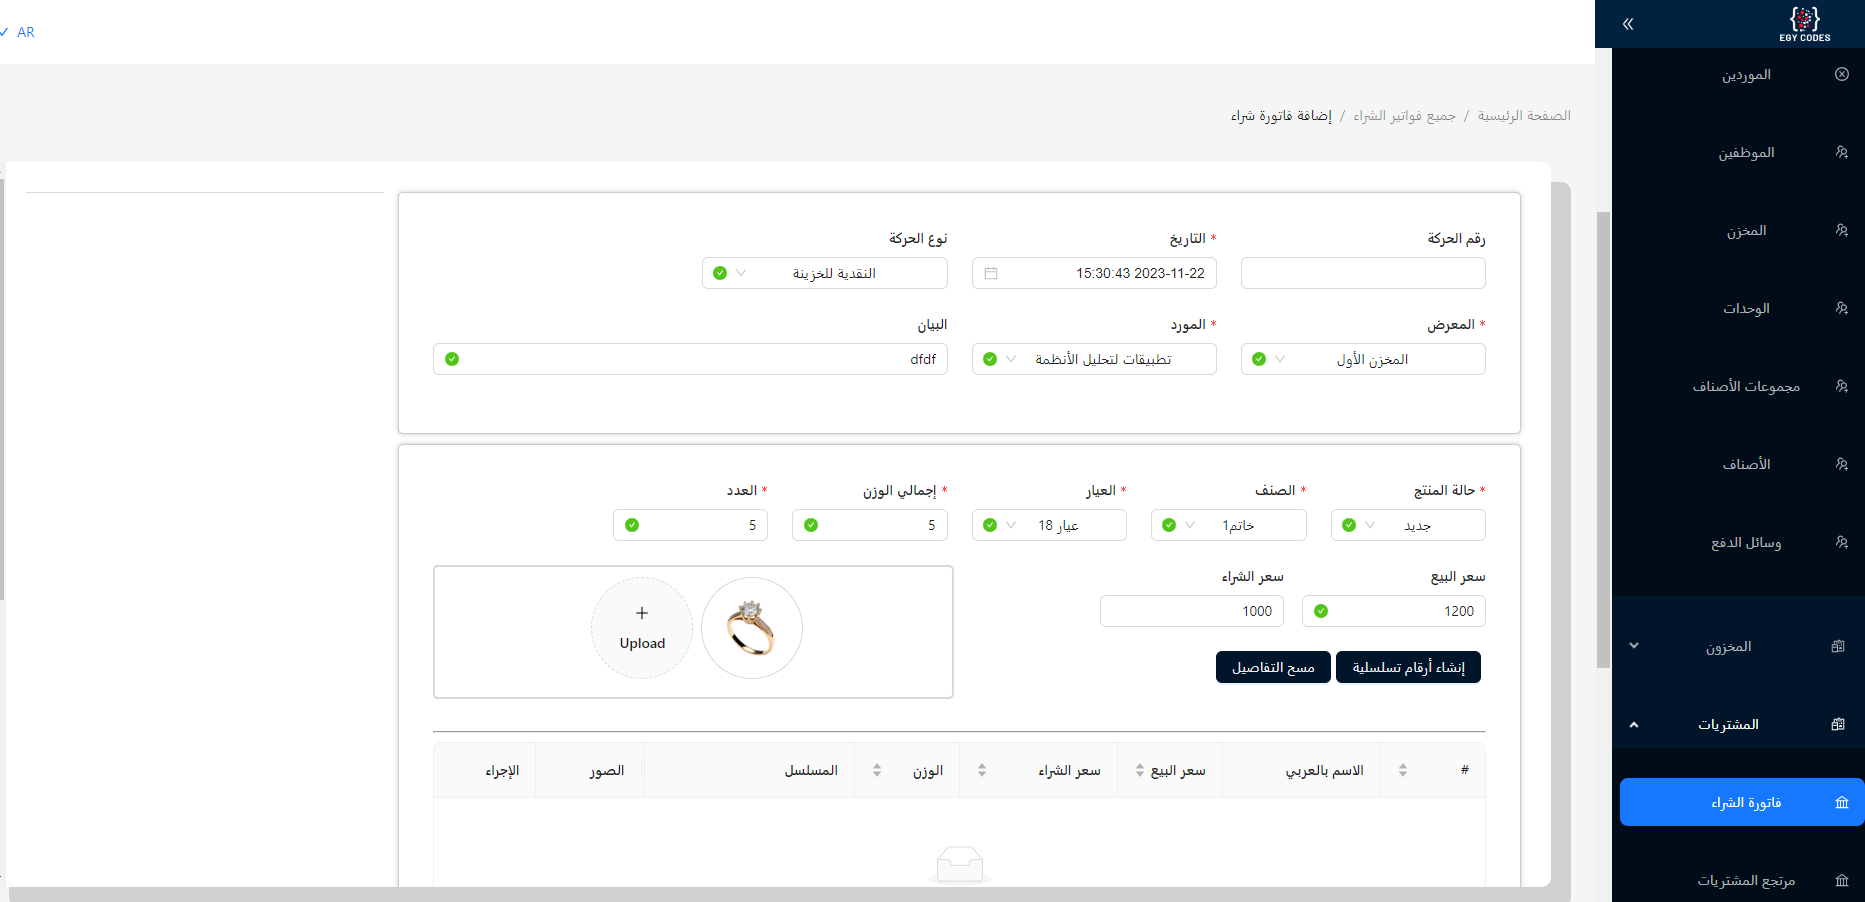 AR
EGY CODES
الموردين
الموظفين
المخزن
الوحدات
مجموعات الأصناف
الأصناف
وسائل الدفع
المخزون
المشتريات
فاتورة الشراء
مرتجع المشتريات
الصفحة الرئيسية / جميع فواتير الشراء / إضافة فاتورة شراء
رقم الحركة
* التاريخ
نوع الحركة
15:30:43 2023-11-22
النقدية للخزينة
* المعرض
* المورد
البيان
المخزن الأول
تطبيقات لتحليل الأنظمة
dfdf
* حالة المنتج
* الصنف
* العيار
* إجمالي الوزن
* العدد
جديد
خاتم1
عيار 18
5
5
سعر البيع
سعر الشراء
1200
1000
+
Upload
إنشاء أرقام تسلسلية
مسح التفاصيل
#
الاسم بالعربي
سعر البيع
سعر الشراء
الوزن
المسلسل
الصور
الإجراء